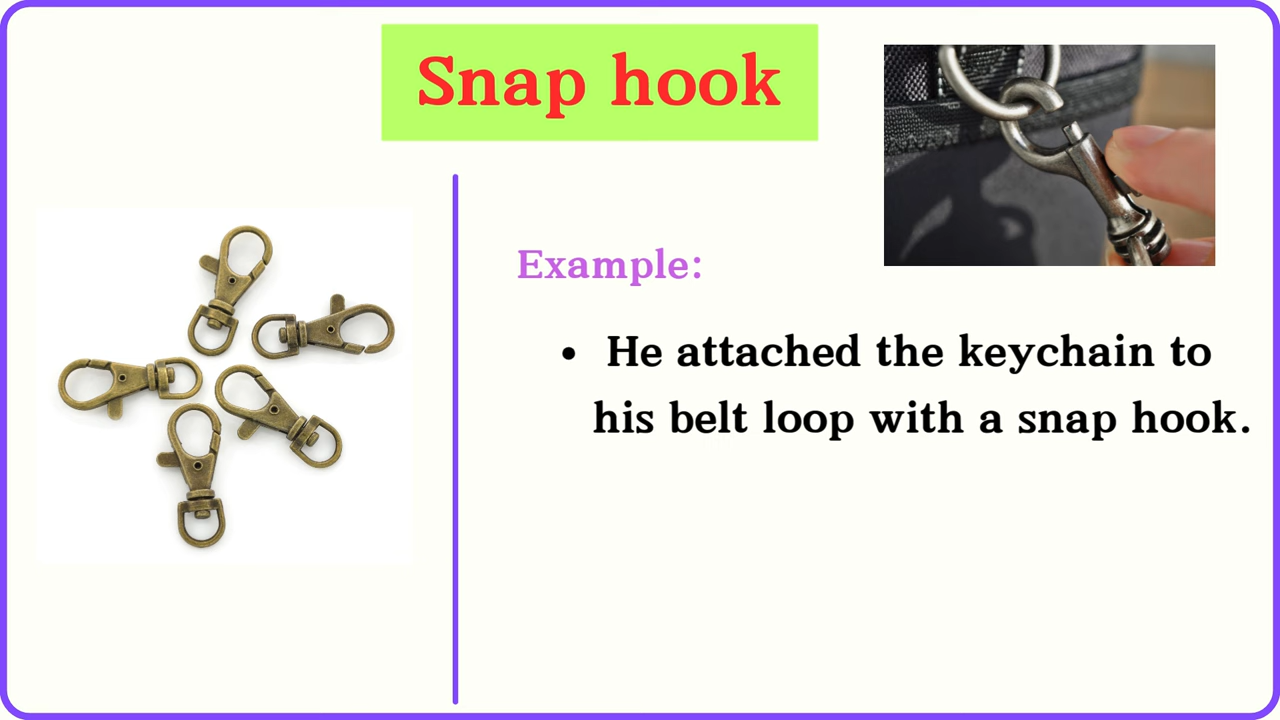 Snap hook
Example:
• He attached the keychain to
his belt loop with a snap hook.